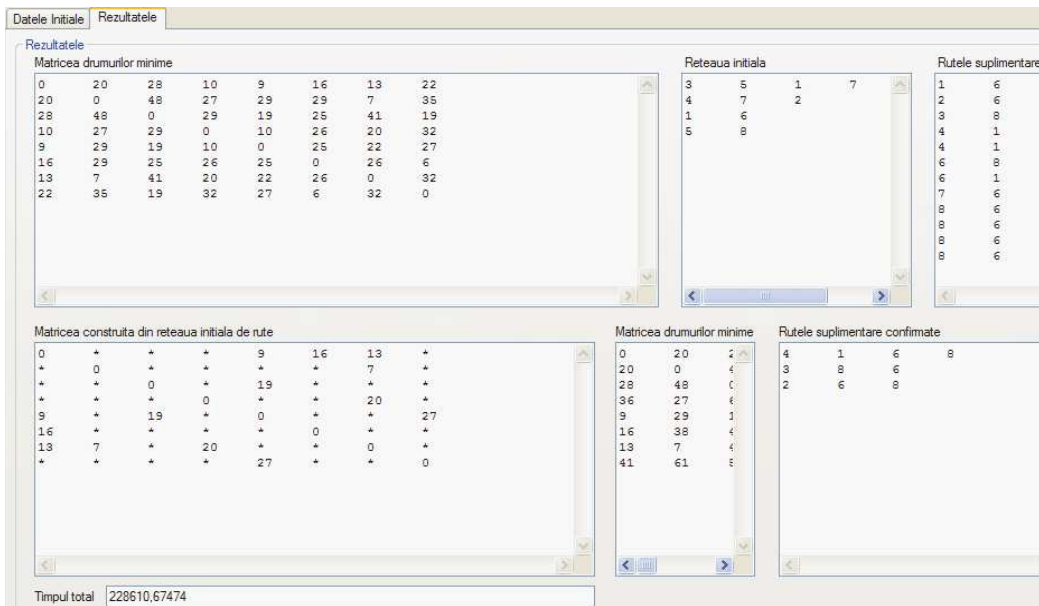 Datele Initiale Rezultatele
Rezultatele
Matricea drumurilor minime
0 20 28 10 9 16 13 22
20 0 48 27 29 29 7 35
28 48 0 29 19 25 41 19
10 27 29 0 10 26 20 32
9 29 19 10 0 25 22 27
16 29 25 26 25 0 26 6
13 7 41 20 22 26 0 32
22 35 19 32 27 6 32 0
Reteaua initiala
3 5 1 7
4 7 2
1 6
5 8
Rutele suplimentare
1 6
2 6
3 8
4 1
4 1
6 8
6 1
7 6
8 6
8 6
8 6
Matricea construita din reteaua initiala de rute
0 * * * 9 16 13 *
* 0 * * * * 7 *
* * 0 * 19 * * *
* * * 0 * * 20 *
9 * 19 * 0 * * 27
16 * * * * 0 * *
13 7 * 20 * * 0 *
* * * * 27 * * 0
Matricea drumurilor minime
0 20
20 0
28 48
36 27
9 29
16 38
13 7
41 61
Rutele suplimentare confirmate
4 1 6 8
3 8 6
2 6 8
Timpul total 228610,67474